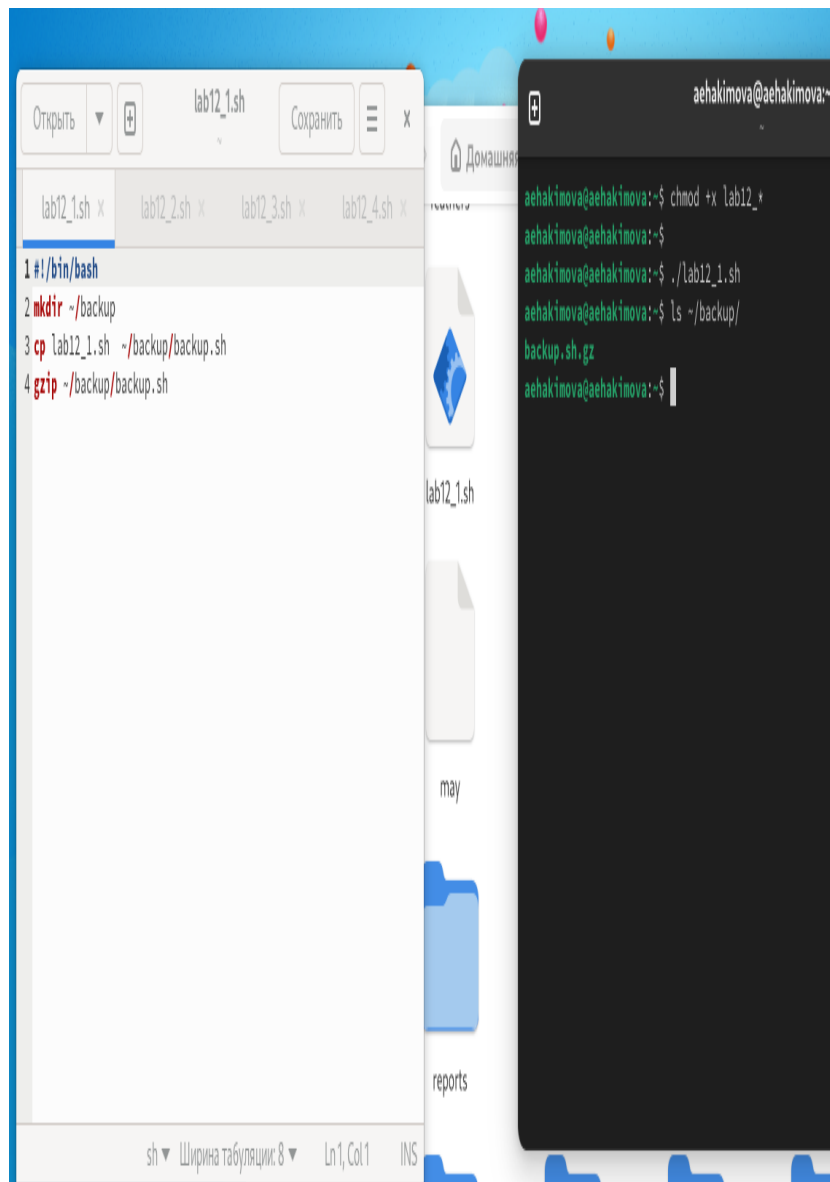 Открыть
lab12_1.sh
~
Сохранить
lab12_1.sh × lab12_2.sh × lab12_3.sh × lab12_4.sh ×
1 #!/bin/bash
2 mkdir ~/backup
3 cp lab12_1.sh ~/backup/backup.sh
4 gzip ~/backup/backup.sh
sh Ширина табуляции: 8 Ln 1, Col 1 INS
Домашняя
lab12_1.sh
may
reports
aehakimova@aehakimova:~
~
aehakimova@aehakimova:~$ chmod +x lab12_*
aehakimova@aehakimova:~$
aehakimova@aehakimova:~$ ./lab12_1.sh
aehakimova@aehakimova:~$ ls ~/backup/
backup.sh.gz
aehakimova@aehakimova:~$